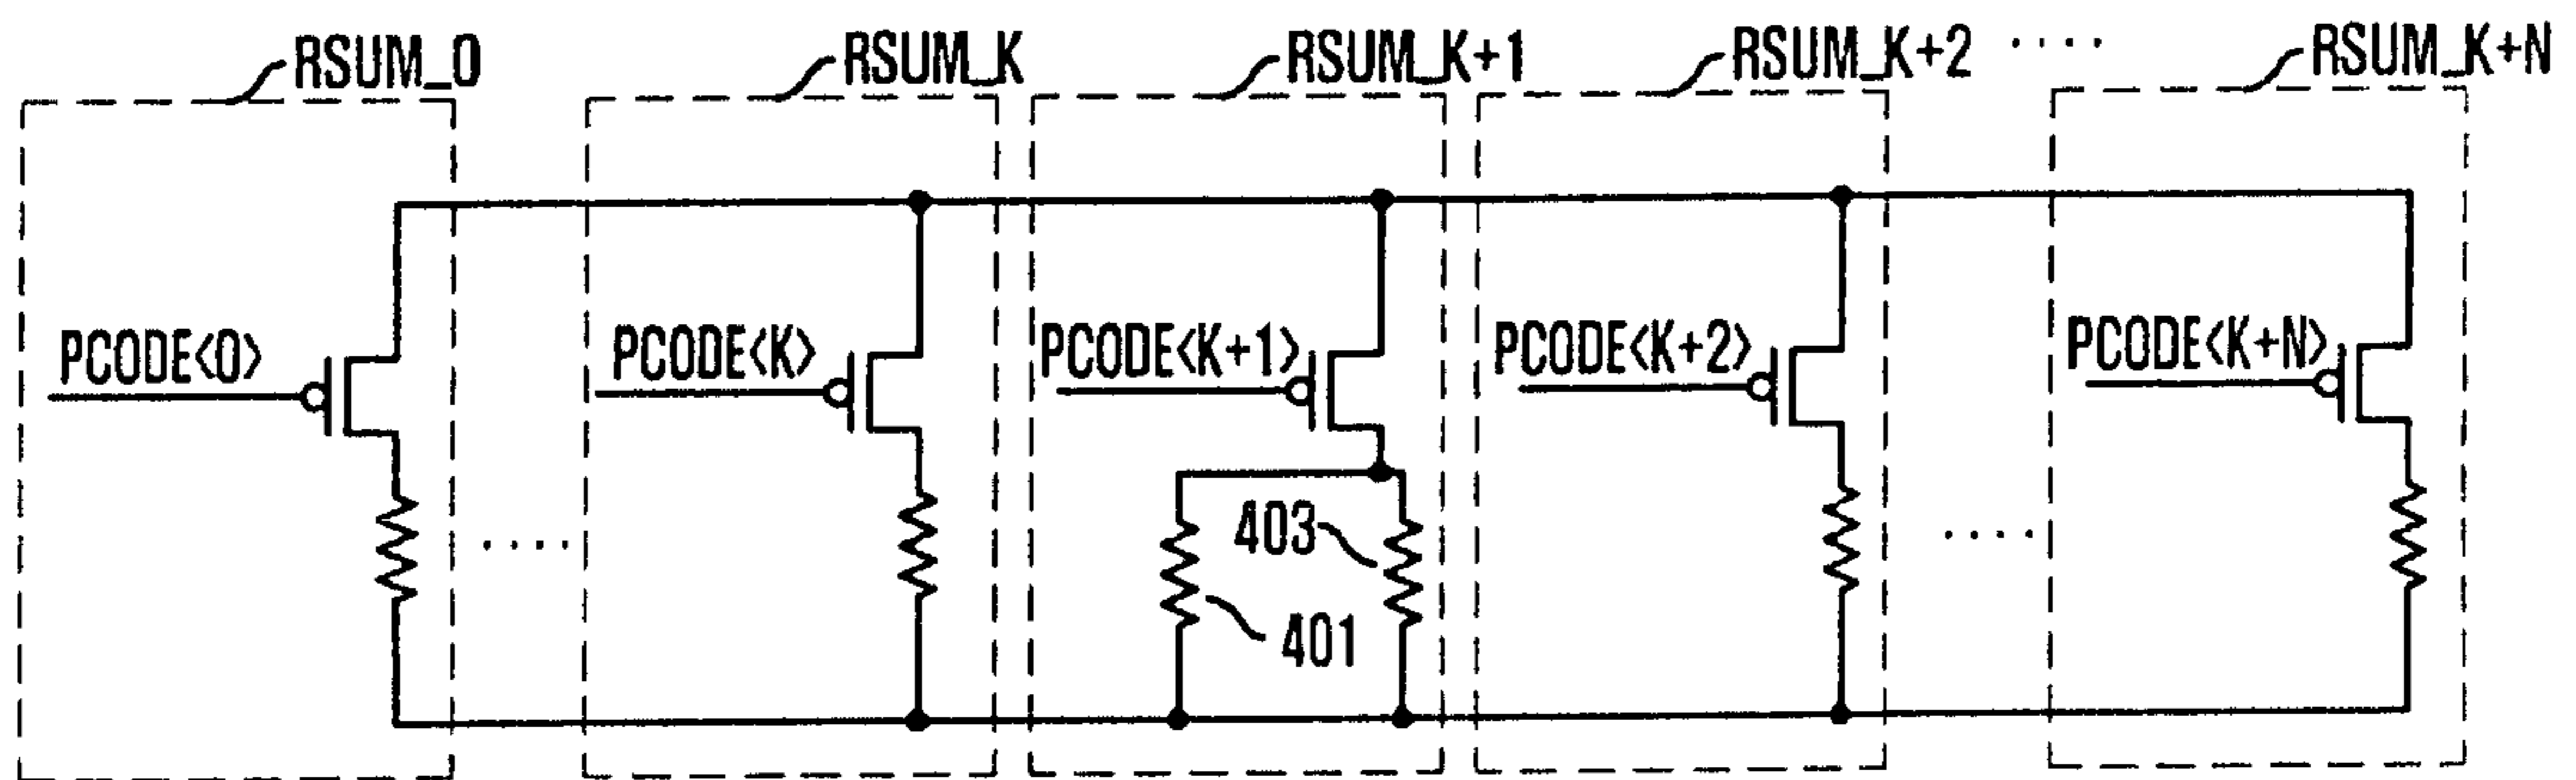 RSUM_0 RSUM_K RSUM_K+1 RSUM_K+2 ···· RSUM_K+N
PCODE<0> PCODE<K> PCODE<K+1> PCODE<K+2> PCODE<K+N>
403
···· ····
401